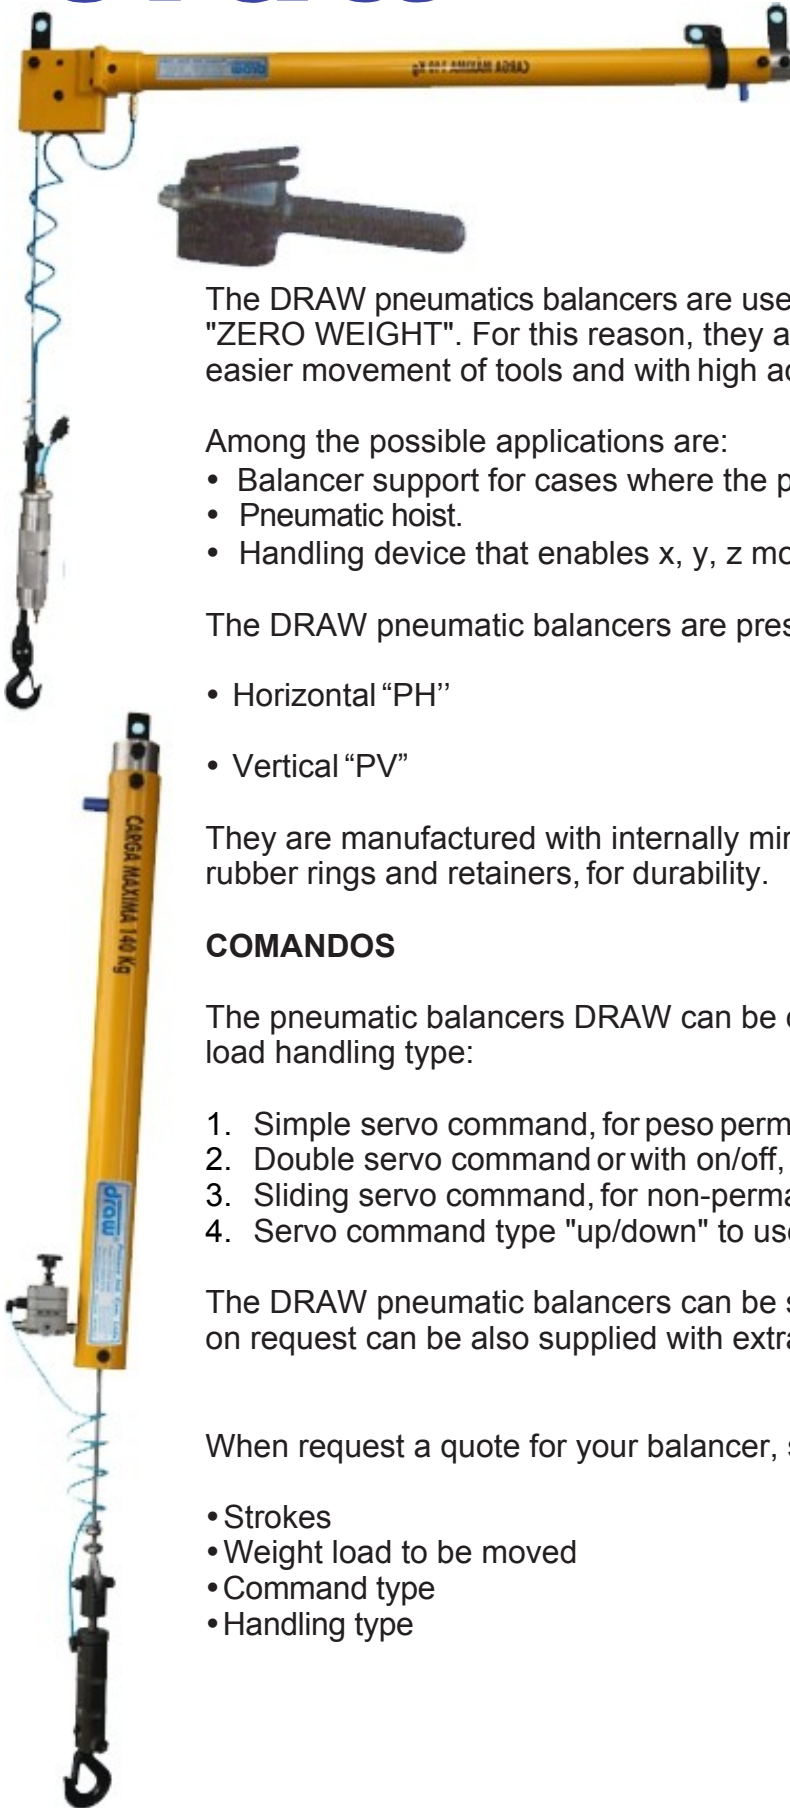 draw
CARGA MAXIMA 140 Kg
The DRAW pneumatics balancers are use
"ZERO WEIGHT". For this reason, they a
easier movement of tools and with high ac
Among the possible applications are:
• Balancer support for cases where the p
• Pneumatic hoist.
• Handling device that enables x, y, z mo
The DRAW pneumatic balancers are pres
• Horizontal “PH’’
• Vertical “PV”
CARGA MAXIMA 140 Kg
They are manufactured with internally mir
rubber rings and retainers, for durability.
COMANDOS
The pneumatic balancers DRAW can be c
load handling type:
1. Simple servo command, for peso perm
2. Double servo command or with on/off,
3. Sliding servo command, for non-perma
4. Servo command type "up/down" to use
draw
The DRAW pneumatic balancers can be s
on request can be also supplied with extra
When request a quote for your balancer, s
• Strokes
• Weight load to be moved
• Command type
• Handling type